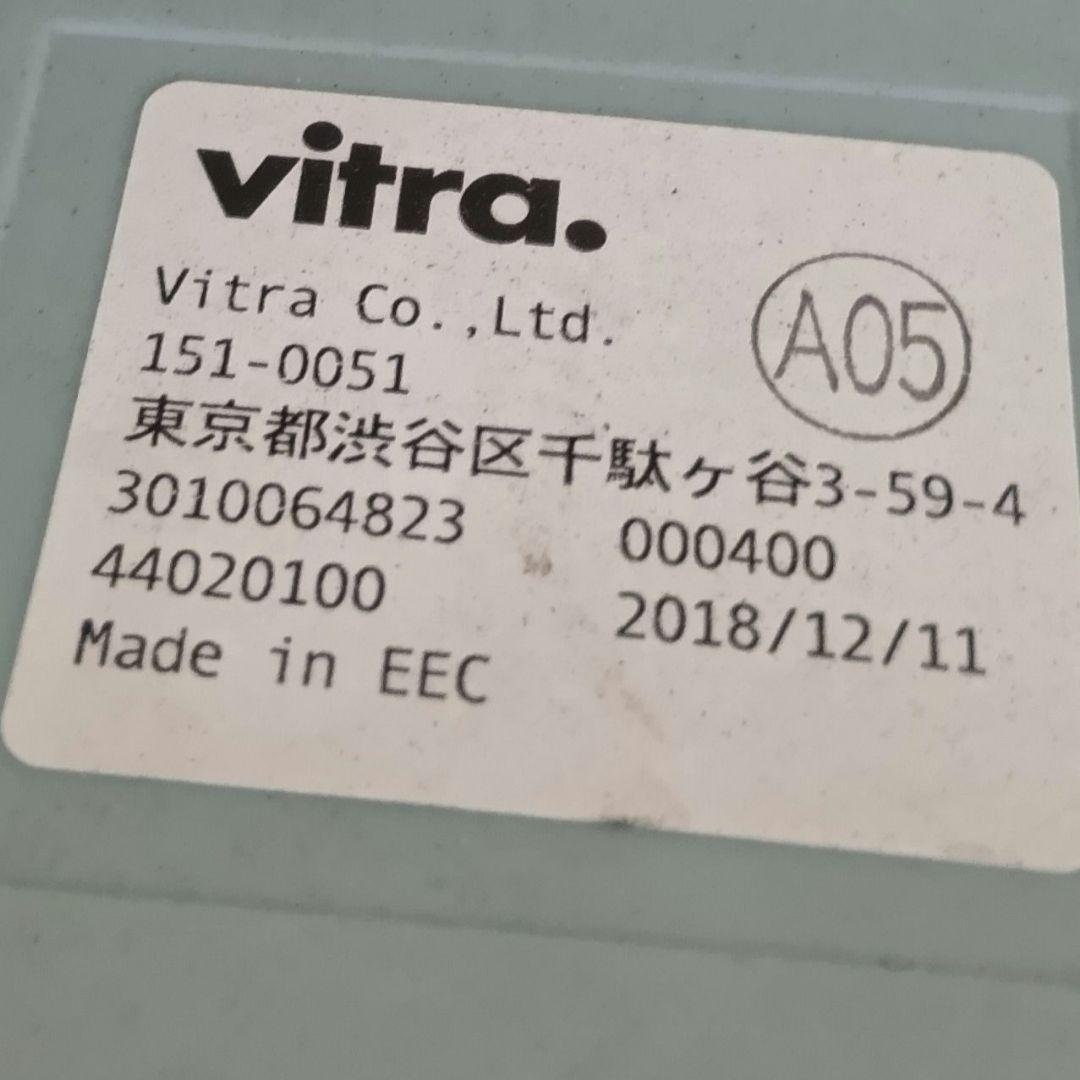 vitra.
Vitra Co.,Ltd.
A05
151-0051
東京都渋谷区千駄ヶ谷3-59-4
3010064823 000400
44020100 2018/12/11
Made in EEC